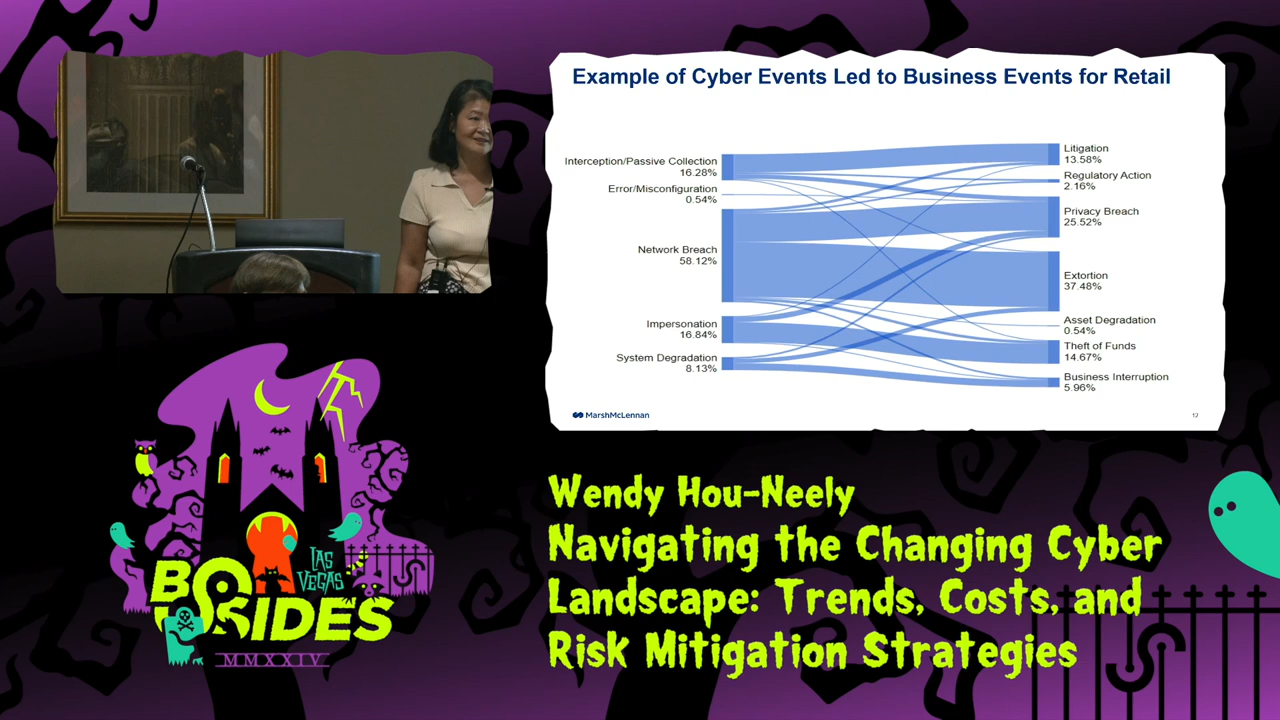 Example of Cyber Events Led to Business Events for Retail
Interception/Passive Collection
16.28%
Error/Misconfiguration
0.54%
Network Breach
58.12%
Impersonation
16.84%
System Degradation
8.13%
Litigation
13.58%
Regulatory Action
2.16%
Privacy Breach
25.52%
Extortion
37.48%
Asset Degradation
0.54%
Theft of Funds
14.67%
Business Interruption
5.96%
MarshMcLennan
12
LAS
VEGAS
BSIDES
MMXXIV
Wendy Hou-Neely
Navigating the Changing Cyber
Landscape: Trends, Costs, and
Risk Mitigation Strategies